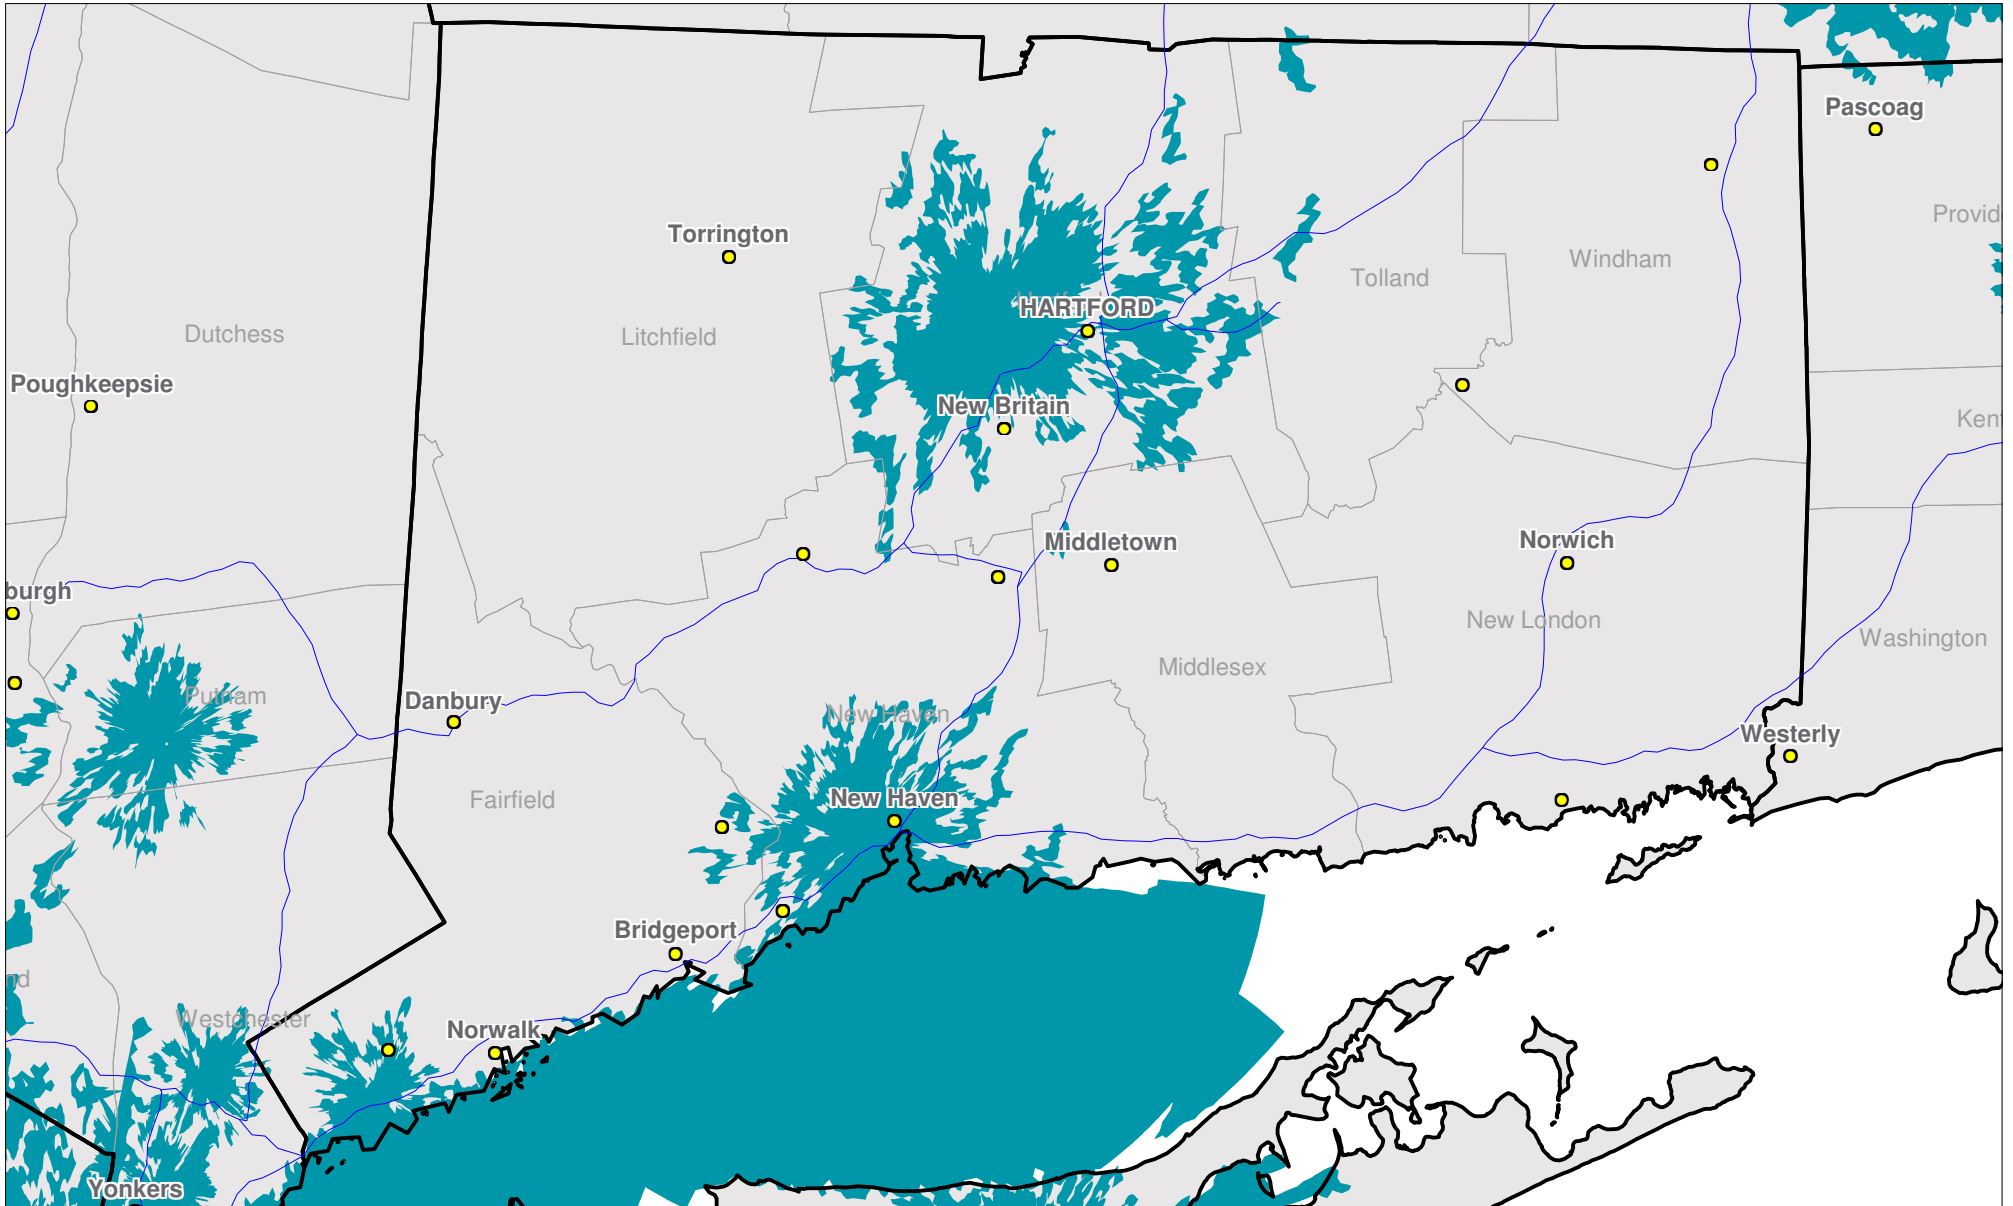 Pascoag
Provid
Torrington
Windham
Tolland
HARTFORD
Dutchess
Litchfield
Poughkeepsie
New Britain
Kent
Norwich
Middletown
burgh
New London
Washington
Middlesex
Putnam
Danbury
New Haven
Westerly
Fairfield
New Haven
Bridgeport
nd
Westchester
Norwalk
Yonkers